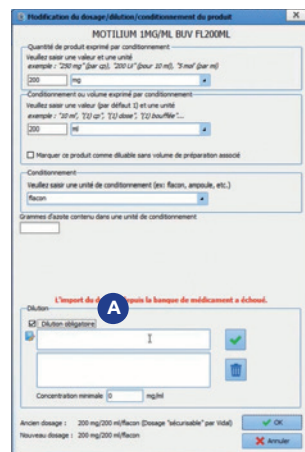 Modification du dosage/dilution/conditionnement du produit
MOTILIUM 1MG/ML BUV FL200ML
Quantité de produit exprimé par conditionnement
Veuillez saisir une valeur et une unité
exemple : "250 mg" (par cp), "200 UI" (pour 10 ml), "5 mol (par ml)
200 mg
Conditionnement ou volume exprimé par conditionnement
Veuillez saisir une valeur (par défaut 1) et une unité
exemple : "10 ml", "(1) cp", "(1) dose", "(1) bouffée"...
200 ml
Marquer ce produit comme diluable sans volume de préparation associé
Conditionnement
Veuillez saisir une unité de conditionnement (ex: flacon, ampoule, etc.)
flacon
Grammes d'azote contenu dans une unité de conditionnement
L'import du d depuis la banque de médicament a échoué.
A
Dilution
Dilution obligatoire
Concentration minimale 0 mg/ml
Ancien dosage : 200 mg/200 ml/flacon (Dosage "sécurisable" par Vidal)
Nouveau dosage : 200 mg/200 ml/flacon
OK
Annuler